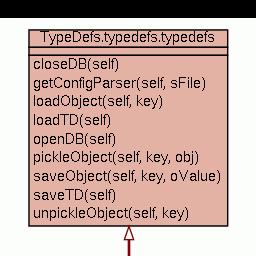 TypeDefs.typedefs.typedefs
closeDB(self)
getConfigParser(self, sFile)
loadObject(self, key)
loadTD(self)
openDB(self)
pickleObject(self, key, obj)
saveObject(self, key, oValue)
saveTD(self)
unpickleObject(self, key)